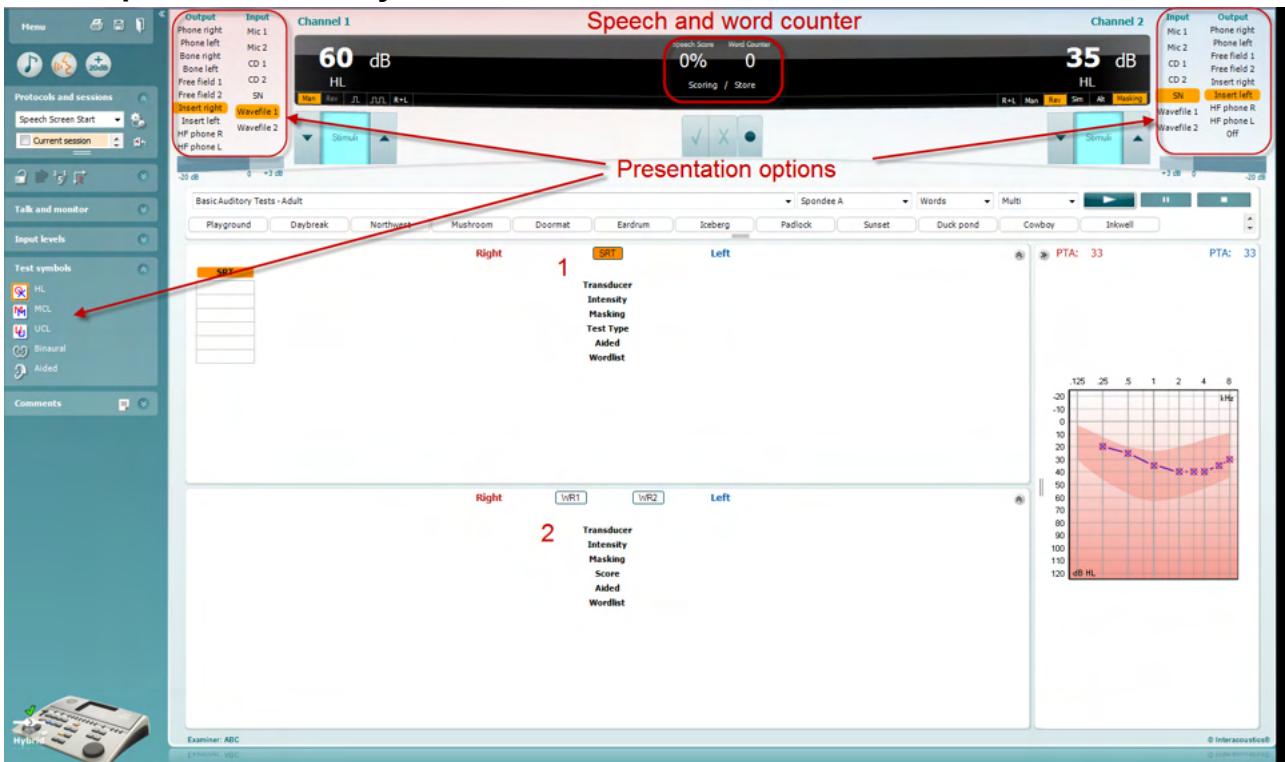 Menu
Protocols and sessions
Speech Screen Start
Current session
Talk and monitor
Input levels
Test symbols
HL
MCL
UCL
Binaural
Aided
Comments
Hybrid
Output Input
Phone right Mic 1
Phone left Mic 2
Bone right
Bone left CD 1
Free field 1 CD 2
Free field 2 SN
Insert right Wavefile 1
Insert left Wavefile 2
HF phone R
HF phone L
-20 dB 0 +3 dB
Channel 1
Speech and word counter
Channel 2
60 dB
HL
Man Rev R+L
Speech Score Word Counter
0% 0
Scoring / Store
35 dB
HL
R+L Man Rev Sim Alt Masking
Stimuli
Stimuli
Input Output
Mic 1 Phone right
Mic 2 Phone left
CD 1 Free field 1
CD 2 Free field 2
SN Insert right
Wavefile 1 Insert left
Wavefile 2 HF phone R
HF phone L
Off
+3 dB 0 -20 dB
Presentation options
Basic Auditory Tests - Adult Spondee A Words Multi
Playground Daybreak Northwest Mushroom Doormat Eardrum Iceberg Padlock Sunset Duck pond Cowboy Inkwell
Right SRT Left
1
SRT
Transducer
Intensity
Masking
Test Type
Aided
Wordlist
PTA: 33 PTA: 33
.125 .25 .5 1 2 4 8
kHz
-20
-10
0
10
20
30
40
50
60
70
80
90
100
110
120 dB HL
Right WR1 WR2 Left
2
Transducer
Intensity
Masking
Score
Aided
Wordlist
Examiner: ABC
© Interacoustics®